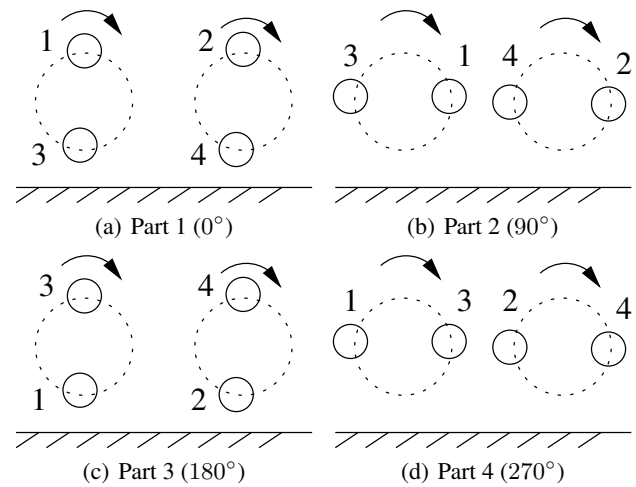 1 2
3 4
(a) Part 1 (0°)
3 1 4 2
(b) Part 2 (90°)
3 4
1 2
(c) Part 3 (180°)
1 3 2 4
(d) Part 4 (270°)